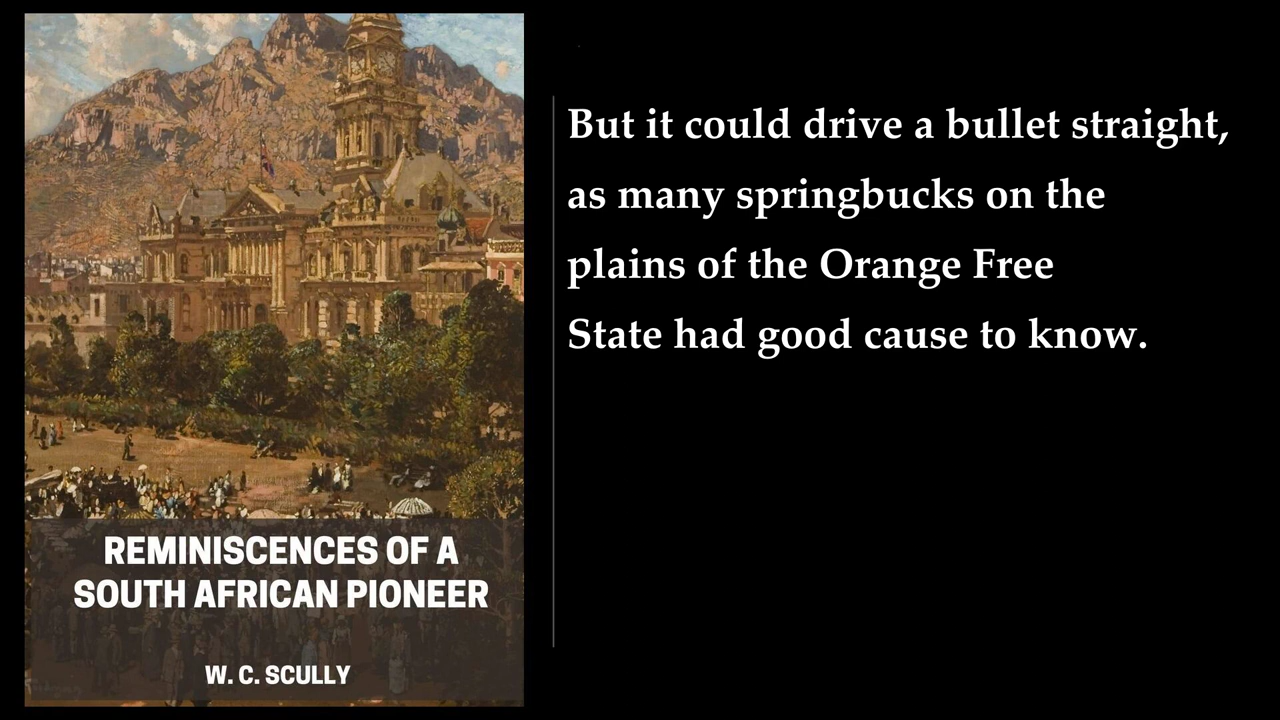 But it could drive a bullet straight,
as many springbucks on the
plains of the Orange Free
State had good cause to know.
REMINISCENCES OF A
SOUTH AFRICAN PIONEER
W. C. SCULLY